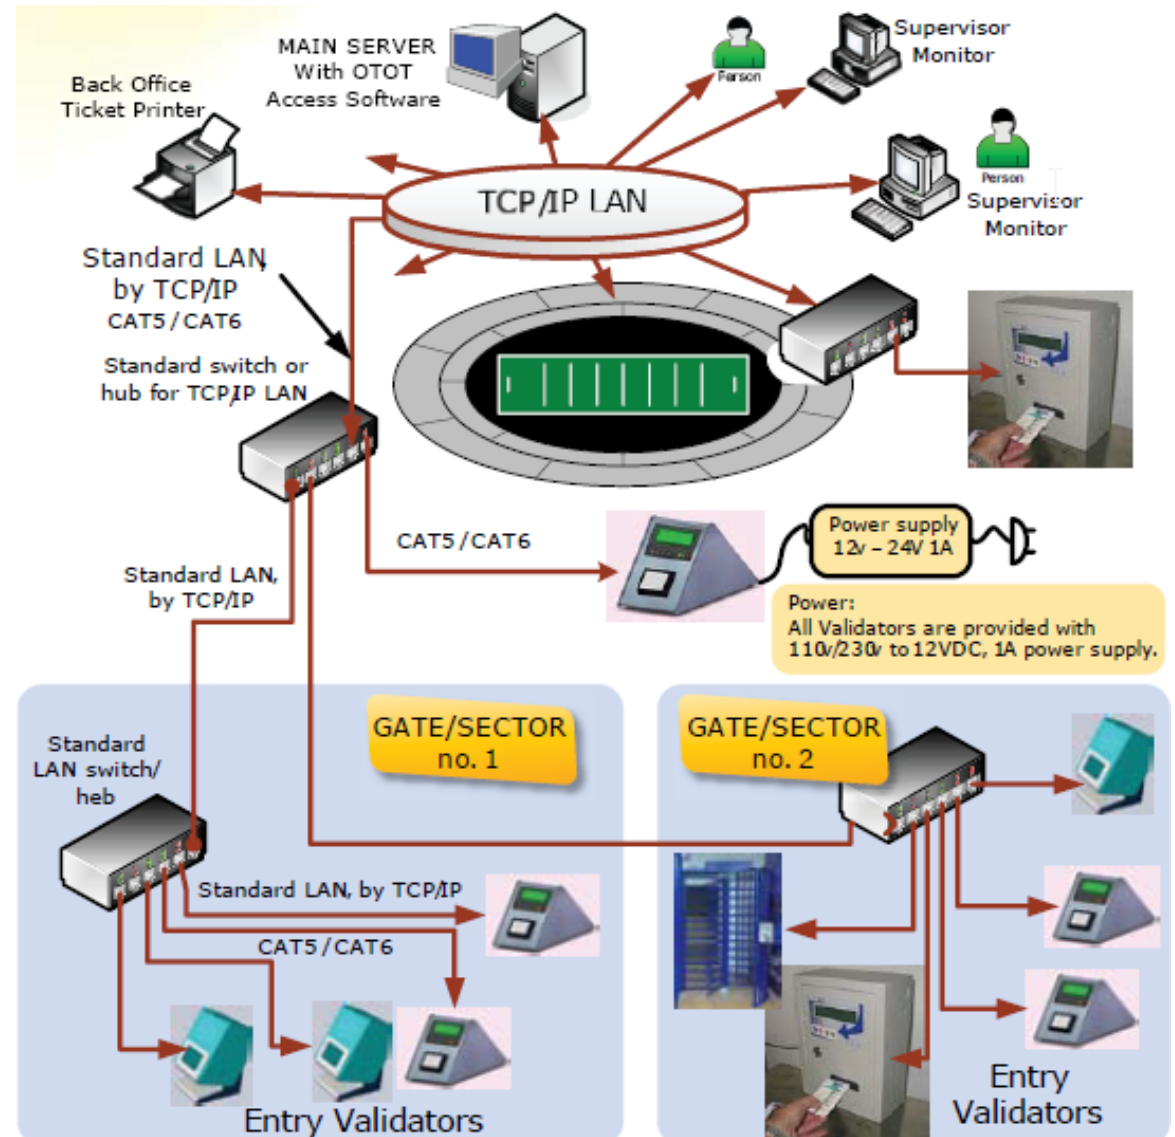 MAIN SERVER
With OTOT
Access Software
Person
Supervisor
Monitor
Back Office
Ticket Printer
Person
Supervisor
Monitor
TCP/IP LAN
Standard LAN,
by TCP/IP
CAT5 / CAT6
Standard switch or
hub for TCP,IP LAN
CAT5 / CAT6
Power supply
12v – 24V 1A
Standard LAN,
by TCP/IP
Power:
All Validators are provided with
110v/230v to 12VDC, 1A power supply.
GATE/SECTOR
no. 1
GATE/SECTOR
no. 2
Standard
LAN switch/
heb
Standard LAN, by TCP/IP
CAT5 / CAT6
Entry Validators
Entry
Validators